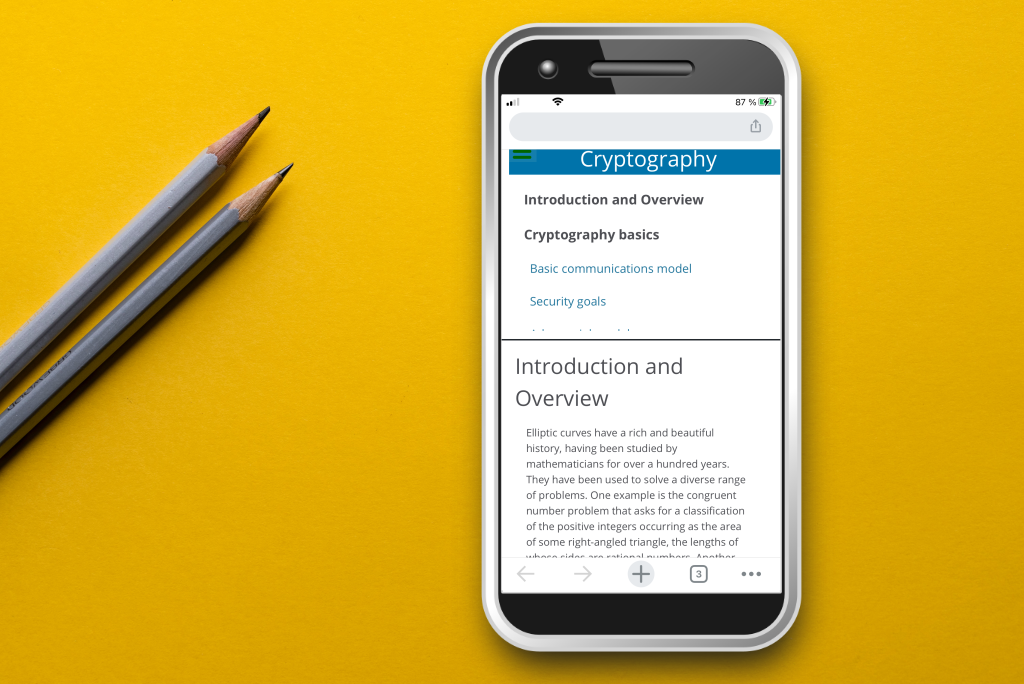 87 %
Cryptography
Introduction and Overview
Cryptography basics
Basic communications model
Security goals
Introduction and
Overview
Elliptic curves have a rich and beautiful
history, having been studied by
mathematicians for over a hundred years.
They have been used to solve a diverse range
of problems. One example is the congruent
number problem that asks for a classification
of the positive integers occurring as the area
of some right-angled triangle, the lengths of
whose sides are rational numbers. Another
3